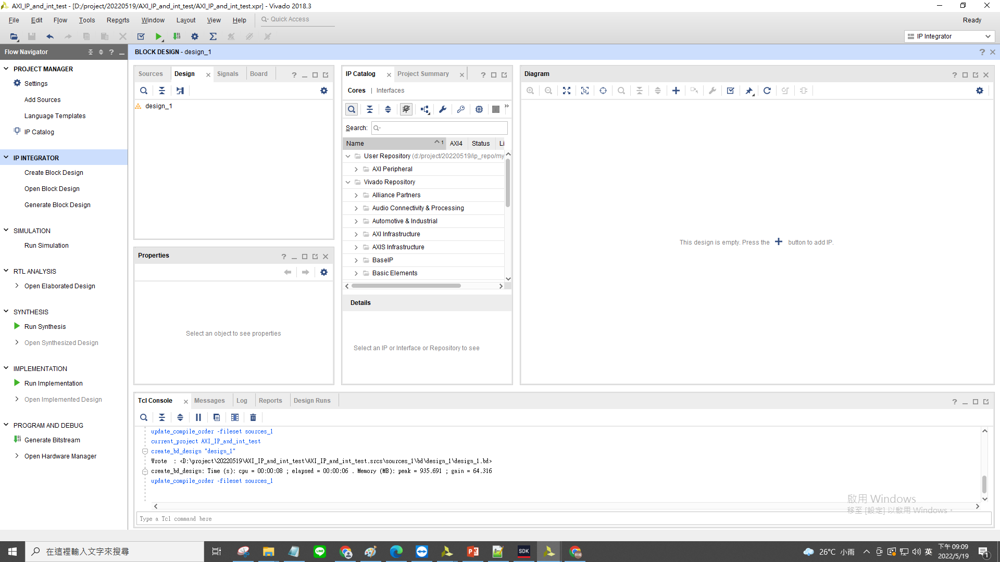 AXI_IP_and_int_test - [D:/project/20220519/AXI_IP_and_int_test/AXI_IP_and_int_test.xpr] - Vivado 2018.3
File Edit Flow Tools Reports Window Layout View Help Quick Access
Ready
IP Integrator
Flow Navigator
BLOCK DESIGN - design_1
PROJECT MANAGER
Settings
Add Sources
Language Templates
IP Catalog
IP INTEGRATOR
Create Block Design
Open Block Design
Generate Block Design
SIMULATION
Run Simulation
RTL ANALYSIS
Open Elaborated Design
SYNTHESIS
Run Synthesis
Open Synthesized Design
IMPLEMENTATION
Run Implementation
Open Implemented Design
PROGRAM AND DEBUG
Generate Bitstream
Open Hardware Manager
Sources Design Signals Board
design_1
Properties
Select an object to see properties
IP Catalog Project Summary
Cores | Interfaces
Search:
Name 1 AXI4 Status Li
User Repository (d:/project/20220519/ip_repo/my
AXI Peripheral
Vivado Repository
Alliance Partners
Audio Connectivity & Processing
Automotive & Industrial
AXI Infrastructure
AXIS Infrastructure
BaseIP
Basic Elements
Details
Select an IP or Interface or Repository to see
Diagram
This design is empty. Press the + button to add IP.
Tcl Console Messages Log Reports Design Runs
update_compile_order -fileset sources_1
current_project AXI_IP_and_int_test
create_bd_design "design_1"
Wrote : <D:\project\20220519\AXI_IP_and_int_test\AXI_IP_and_int_test.srcs\sources_1\bd\design_1\design_1.bd>
create_bd_design: Time (s): cpu = 00:00:08 ; elapsed = 00:00:06 . Memory (MB): peak = 935.691 ; gain = 64.316
update_compile_order -fileset sources_1
Type a Tcl command here
啟用 Windows
移至 [設定] 以啟用 Windows。
在這裡輸入文字來搜尋
LINE
SDK
26°C 小雨
英
下午 09:09
2022/5/19
1